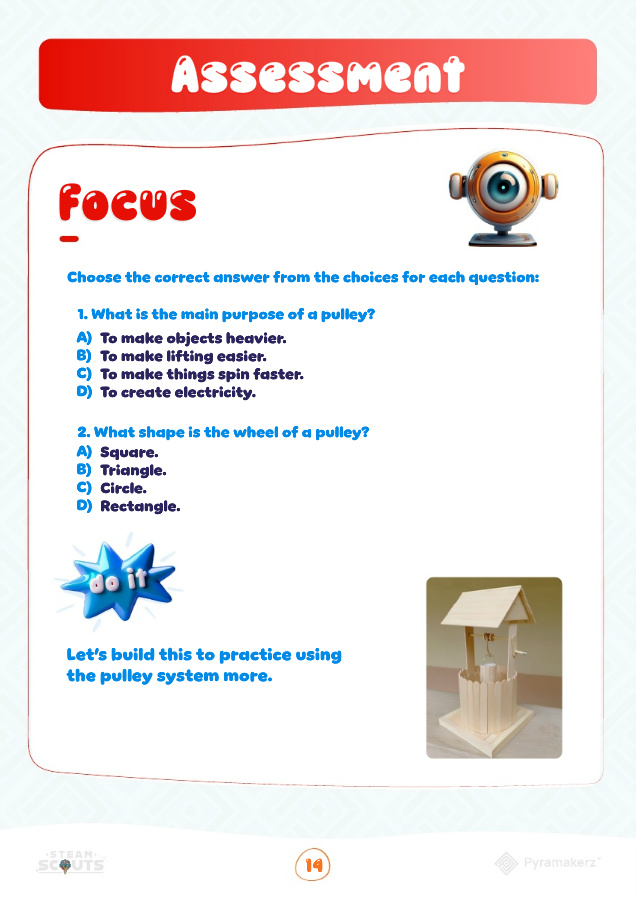 Assessment
Focus
Choose the correct answer from the choices for each question:
1. What is the main purpose of a pulley?
A) To make objects heavier.
B) To make lifting easier.
C) To make things spin faster.
D) To create electricity.
2. What shape is the wheel of a pulley?
A) Square.
B) Triangle.
C) Circle.
D) Rectangle.
do it
Let's build this to practice using
the pulley system more.
STEAM
SCOUTS
14
Pyramakerz